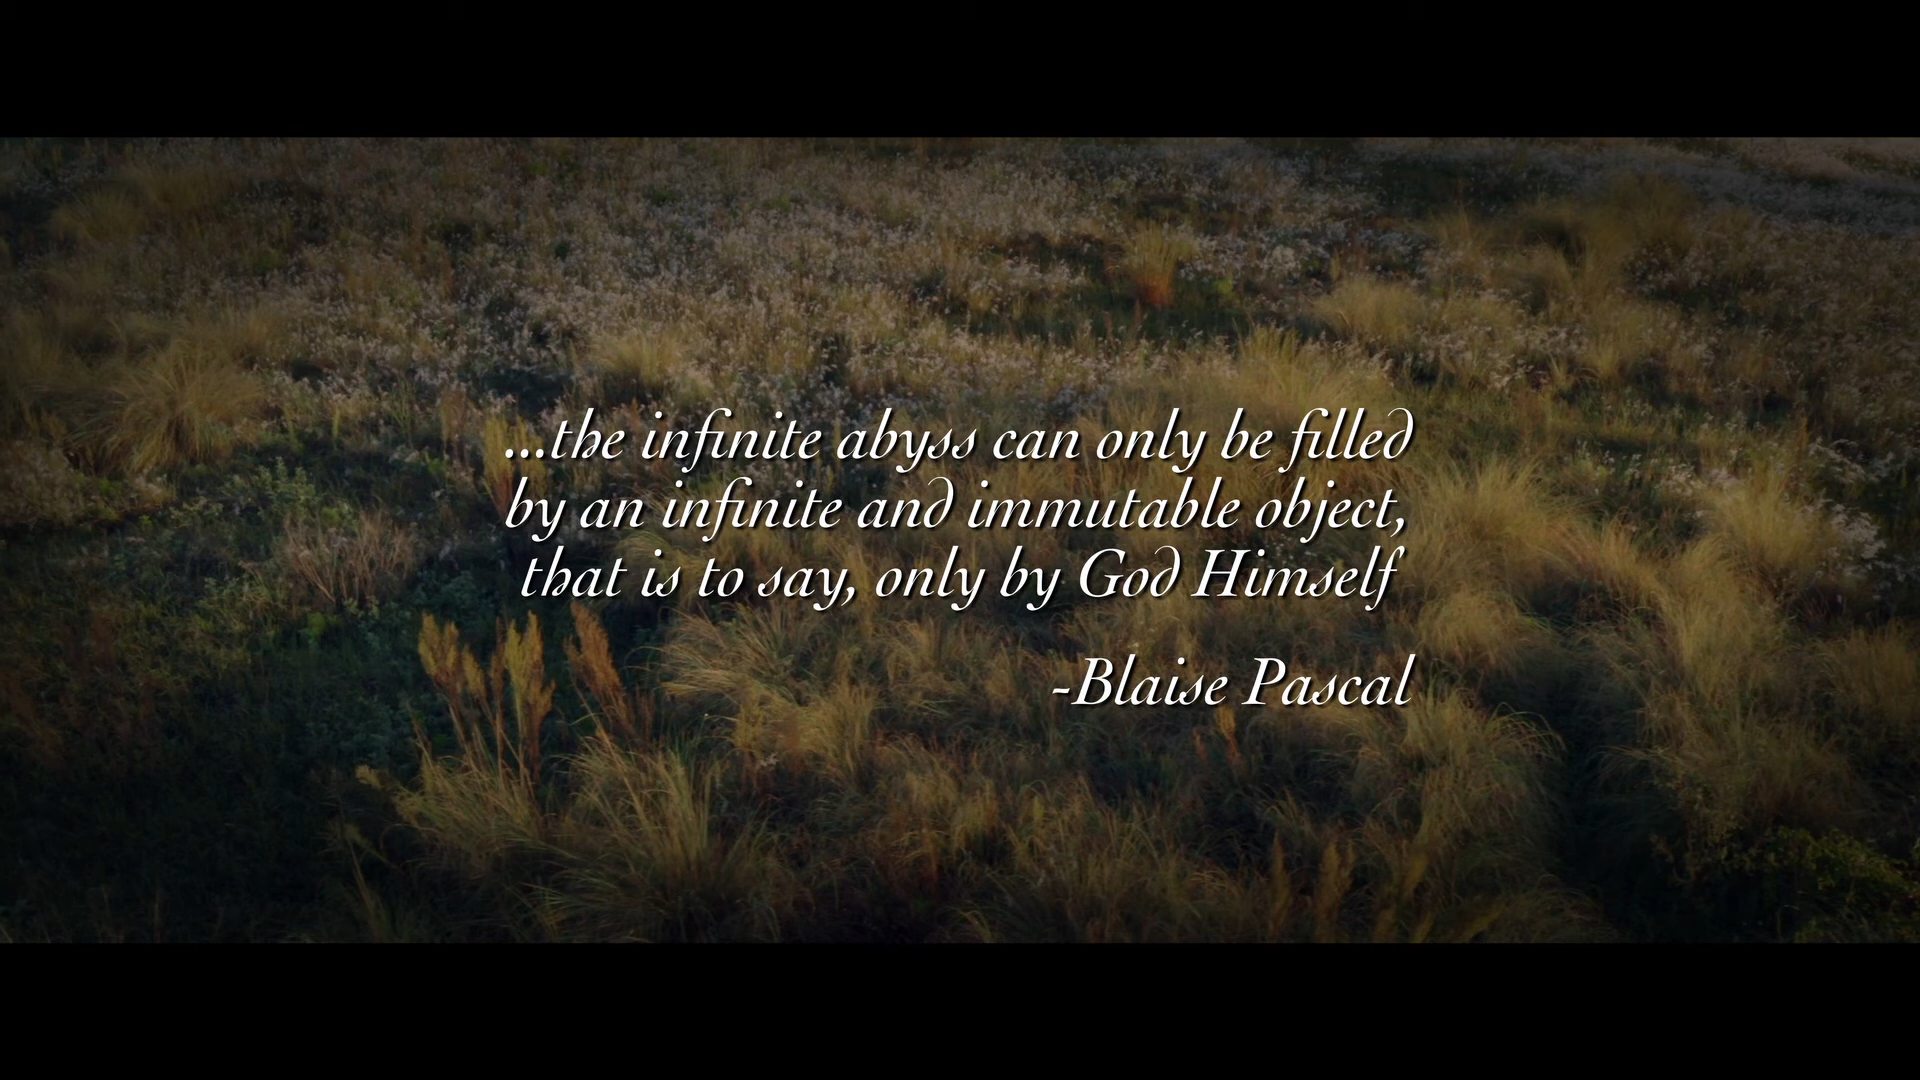 ...the infinite abyss can only be filled
by an infinite and immutable object,
that is to say, only by God Himself
-Blaise Pascal